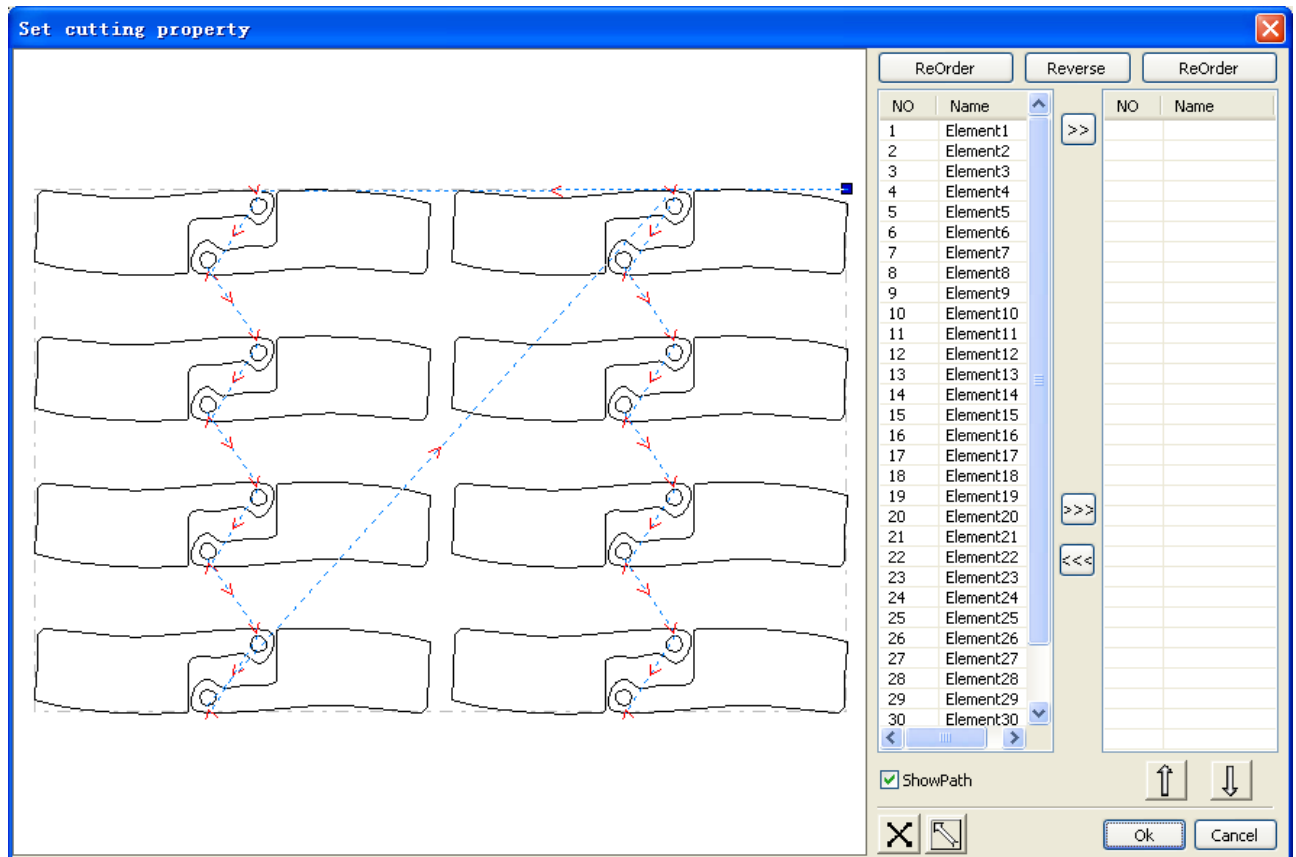 Set cutting property
ReOrder Reverse ReOrder
NO Name NO Name
>>
1 Element1
2 Element2
3 Element3
4 Element4
5 Element5
6 Element6
7 Element7
8 Element8
9 Element9
10 Element10
11 Element11
12 Element12
13 Element13
14 Element14
15 Element15
16 Element16
17 Element17
18 Element18
19 Element19
20 Element20
>>>
21 Element21
22 Element22
<<<
23 Element23
24 Element24
25 Element25
26 Element26
27 Element27
28 Element28
29 Element29
30 Element30
ShowPath
Ok Cancel